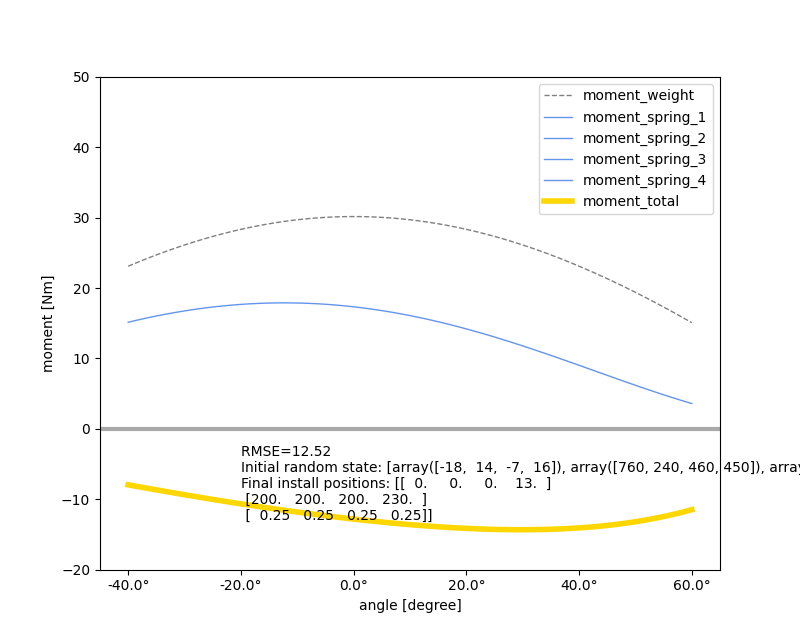 50
40
30
20
10
0
−10
−20
moment [Nm]
moment_weight
moment_spring_1
moment_spring_2
moment_spring_3
moment_spring_4
moment_total
RMSE=12.52
Initial random state: [array([-18, 14, -7, 16]), array([760, 240, 460, 450]), array
Final install positions: [[ 0. 0. 0. 13. ]
[200. 200. 200. 230. ]
[ 0.25 0.25 0.25 0.25]]
-40.0° -20.0° 0.0° 20.0° 40.0° 60.0°
angle [degree]